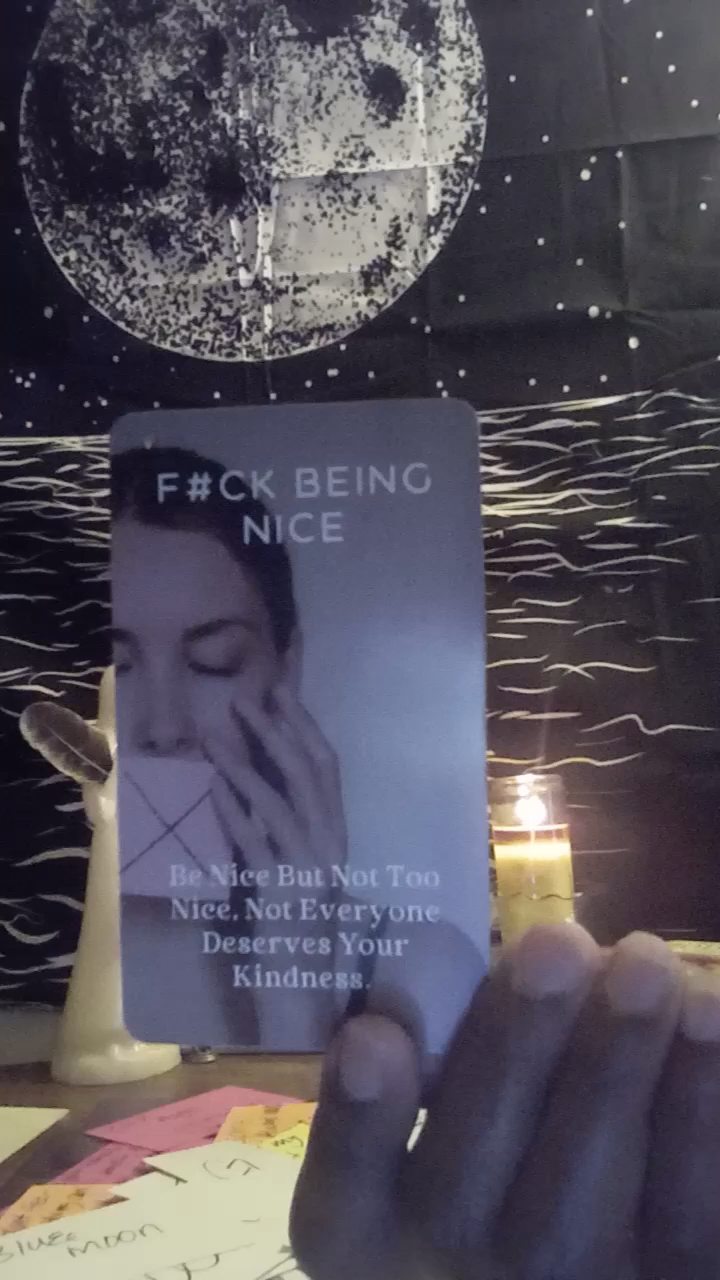 F#CK BEING
NICE
Be Nice But Not Too
Nice, Not Everyone
Deserves Your
Kindness.
BLUE
MOON